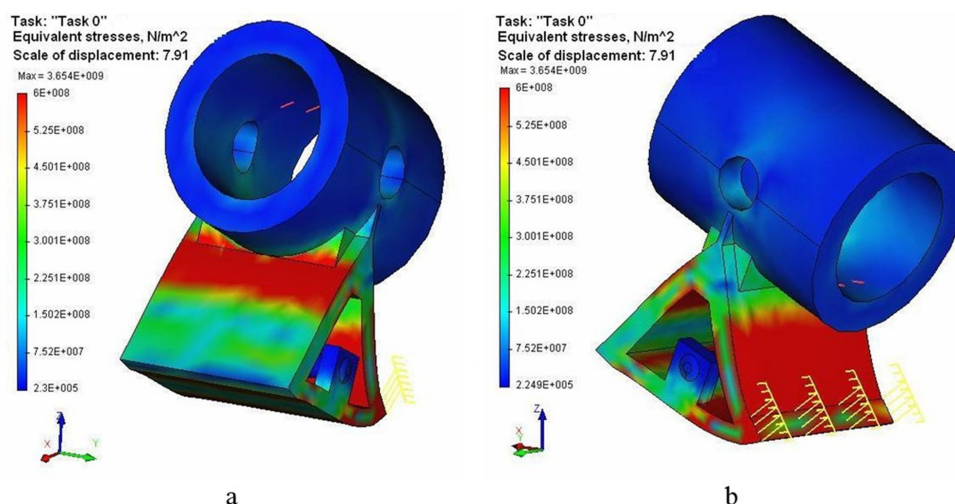 Task: "Task 0"
Equivalent stresses, N/m^2
Scale of displacement: 7.91
Max = 3.654E+009
6E+008
5.25E+008
4.501E+008
3.751E+008
3.001E+008
2.251E+008
1.502E+008
7.52E+007
2.3E+005
Z
X
Y
a
Task: "Task 0"
Equivalent stresses, N/m^2
Scale of displacement: 7.91
Max = 3.654E+009
6E+008
5.25E+008
4.501E+008
3.751E+008
3.001E+008
2.251E+008
1.502E+008
7.52E+007
2.249E+005
Z
X
Y
b